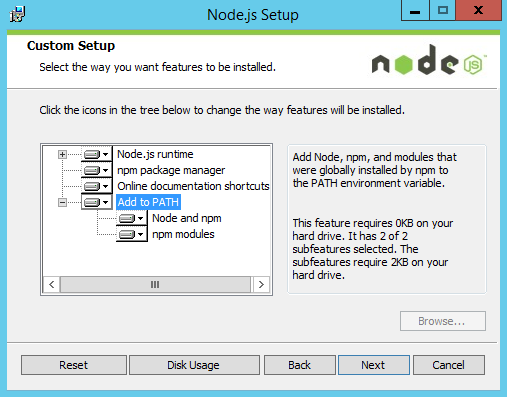 Node.js Setup
Custom Setup
Select the way you want features to be installed.
node
JS
Click the icons in the tree below to change the way features will be installed.
Node.js runtime
npm package manager
Online documentation shortcuts
Add to PATH
Node and npm
npm modules
Add Node, npm, and modules that
were globally installed by npm to
the PATH environment variable.
This feature requires 0KB on your
hard drive. It has 2 of 2
subfeatures selected. The
subfeatures require 2KB on your
hard drive.
Browse...
Reset
Disk Usage
Back
Next
Cancel